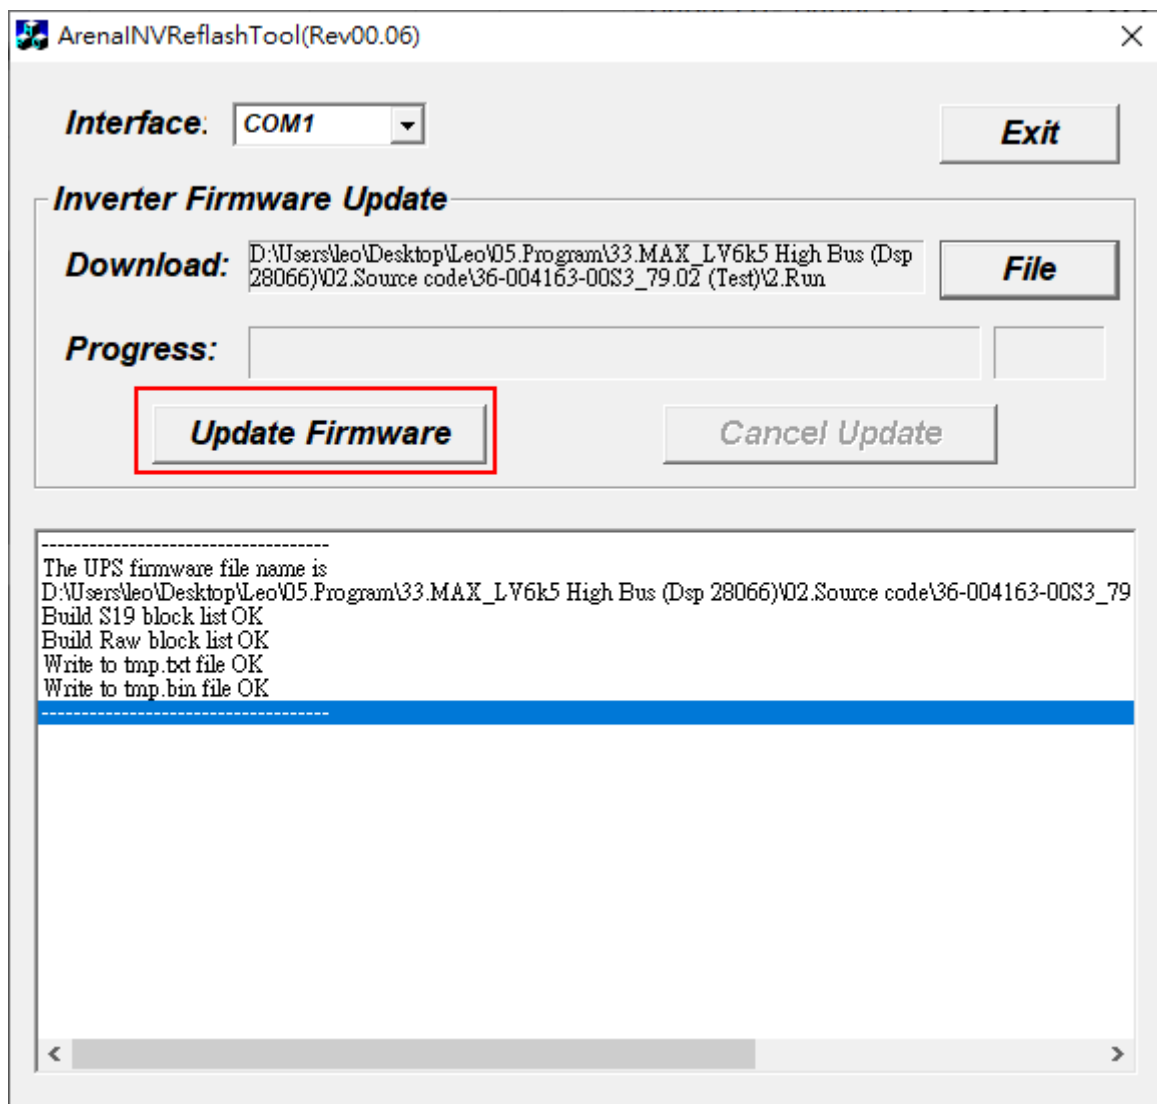 ArenaINVReflashTool(Rev00.06)
Interface:
COM1
Exit
Inverter Firmware Update
Download:
D:\Users\leo\Desktop\Leo\05.Program\33.MAX_LV6k5 High Bus (Dsp
28066)\02.Source code\36-004163-00S3_79.02 (Test)\2.Run
File
Progress:
Update Firmware
Cancel Update
-----------------------------------
The UPS firmware file name is
D:\Users\leo\Desktop\Leo\05.Program\33.MAX_LV6k5 High Bus (Dsp 28066)\02.Source code\36-004163-00S3_79
Build S19 block list OK
Build Raw block list OK
Write to tmp.txt file OK
Write to tmp.bin file OK
-----------------------------------